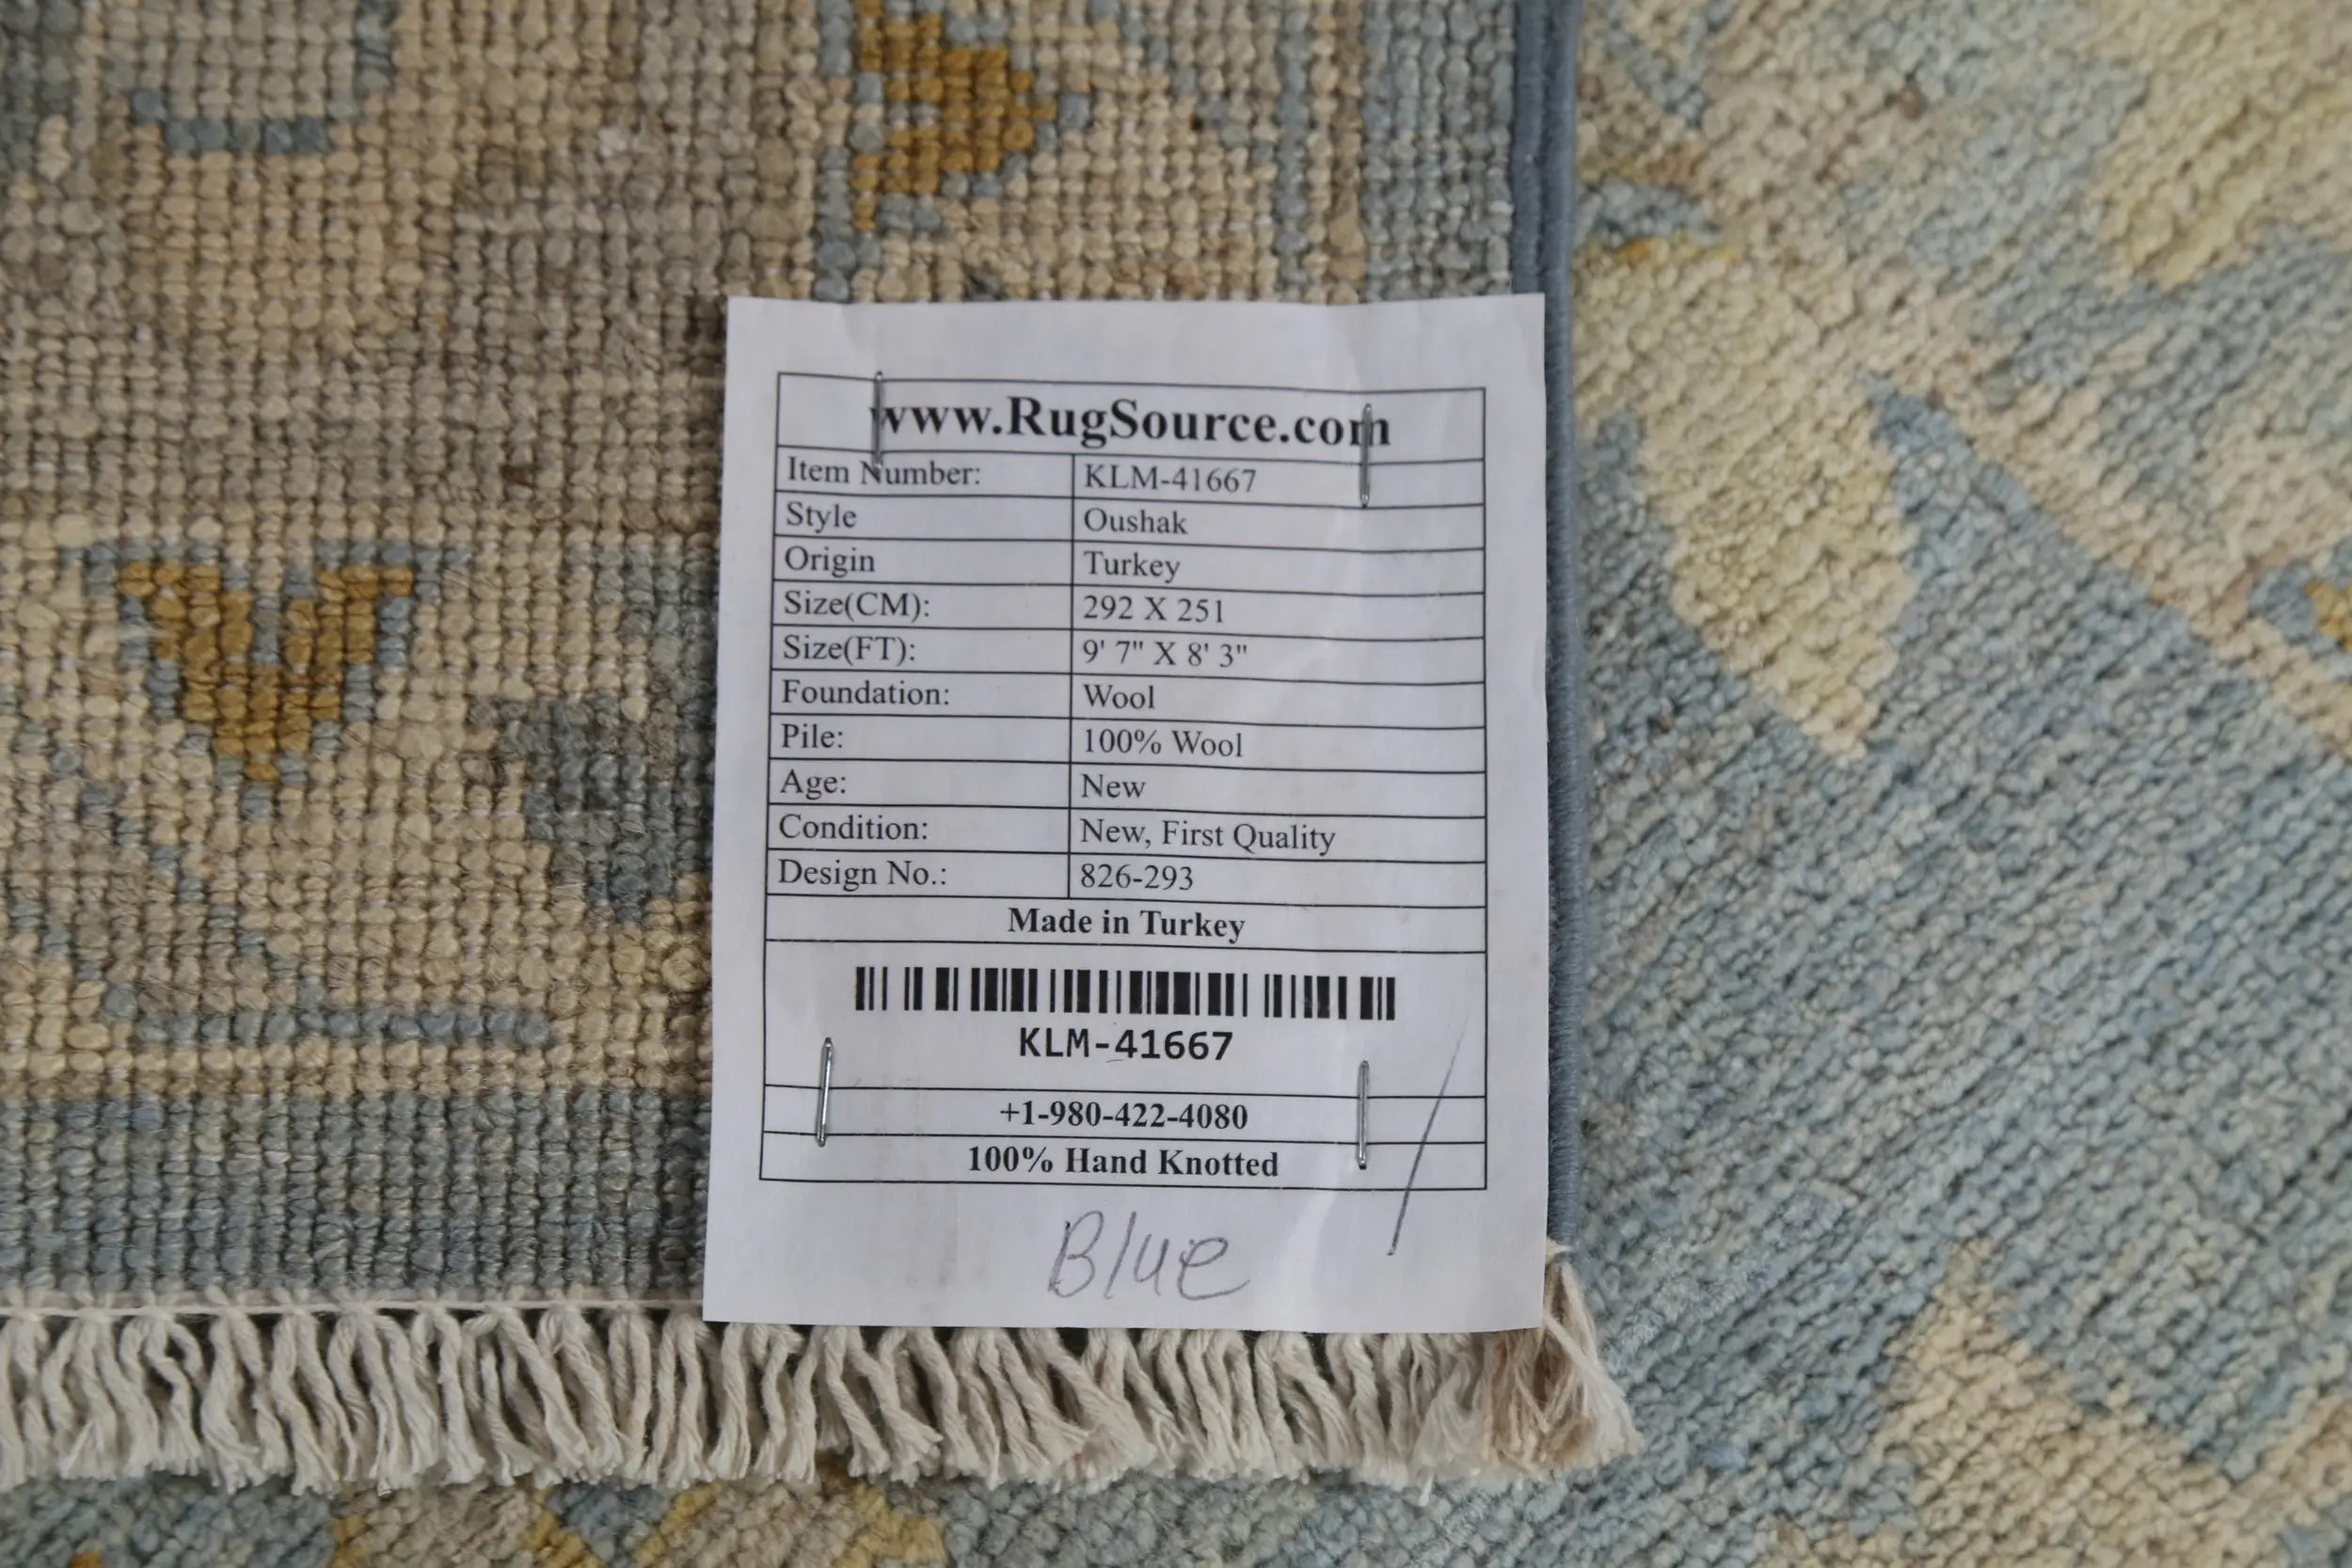 www.RugSource.com
Item Number: KLM-41667
Style Oushak
Origin Turkey
Size(CM): 292 X 251
Size(FT): 9' 7" X 8' 3"
Foundation: Wool
Pile: 100% Wool
Age: New
Condition: New, First Quality
Design No.: 826-293
Made in Turkey
KLM-41667
+1-980-422-4080
100% Hand Knotted
Blue